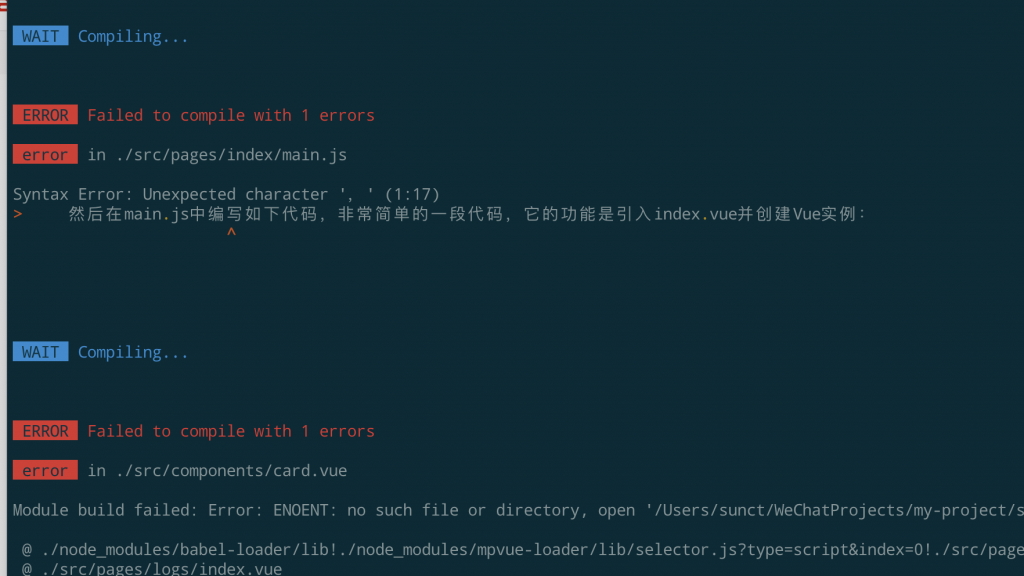 WAIT Compiling...
ERROR Failed to compile with 1 errors
error in ./src/pages/index/main.js
Syntax Error: Unexpected character '，' (1:17)
> 然后在main.js中编写如下代码，非常简单的一段代码，它的功能是引入index.vue并创建Vue实例：
^
WAIT Compiling...
ERROR Failed to compile with 1 errors
error in ./src/components/card.vue
Module build failed: Error: ENOENT: no such file or directory, open '/Users/sunct/WeChatProjects/my-project/s
@ ./node_modules/babel-loader/lib!./node_modules/mpvue-loader/lib/selector.js?type=script&index=0!./src/page
@ ./src/pages/logs/index.vue